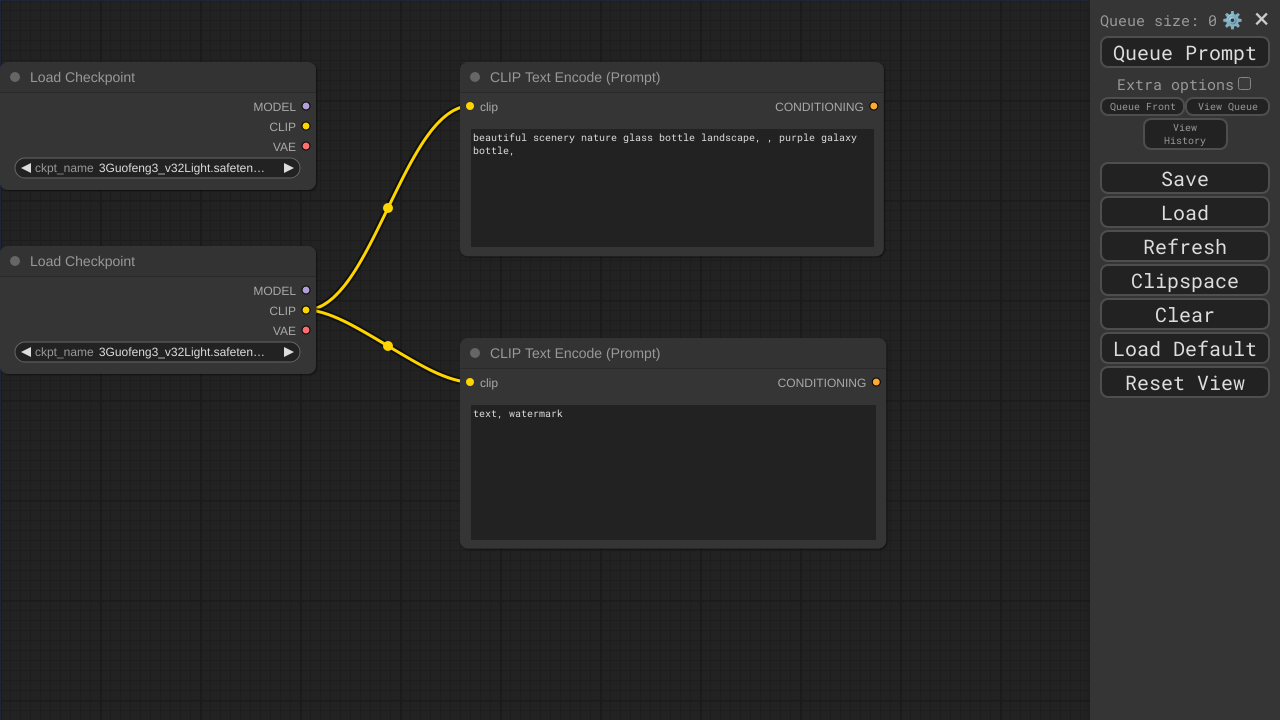 Load Checkpoint
MODEL
CLIP
VAE
ckpt_name 3Guofeng3_v32Light.safeten…
Load Checkpoint
MODEL
CLIP
VAE
ckpt_name 3Guofeng3_v32Light.safeten…
CLIP Text Encode (Prompt)
clip CONDITIONING
beautiful scenery nature glass bottle landscape, , purple galaxy
bottle,
CLIP Text Encode (Prompt)
clip CONDITIONING
text, watermark
Queue size: 0
Queue Prompt
Extra options
Queue Front View Queue
View
History
Save
Load
Refresh
Clipspace
Clear
Load Default
Reset View